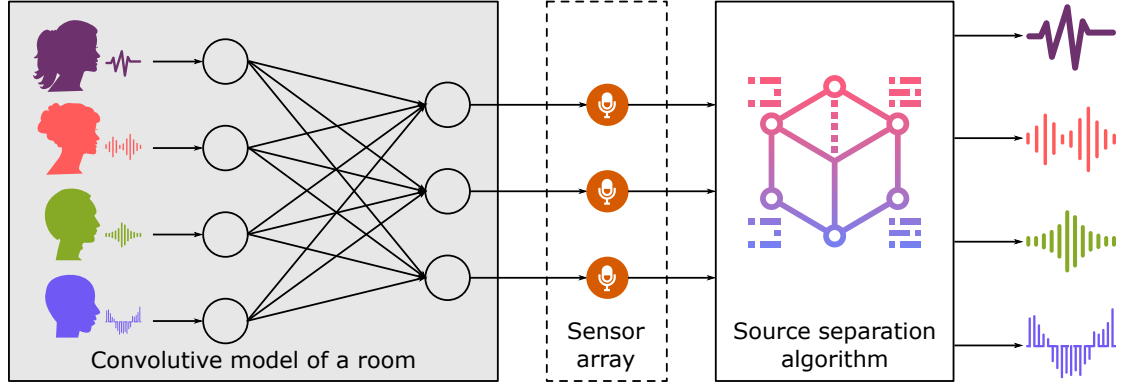 Convolutive model of a room
Sensor
array
Source separation
algorithm